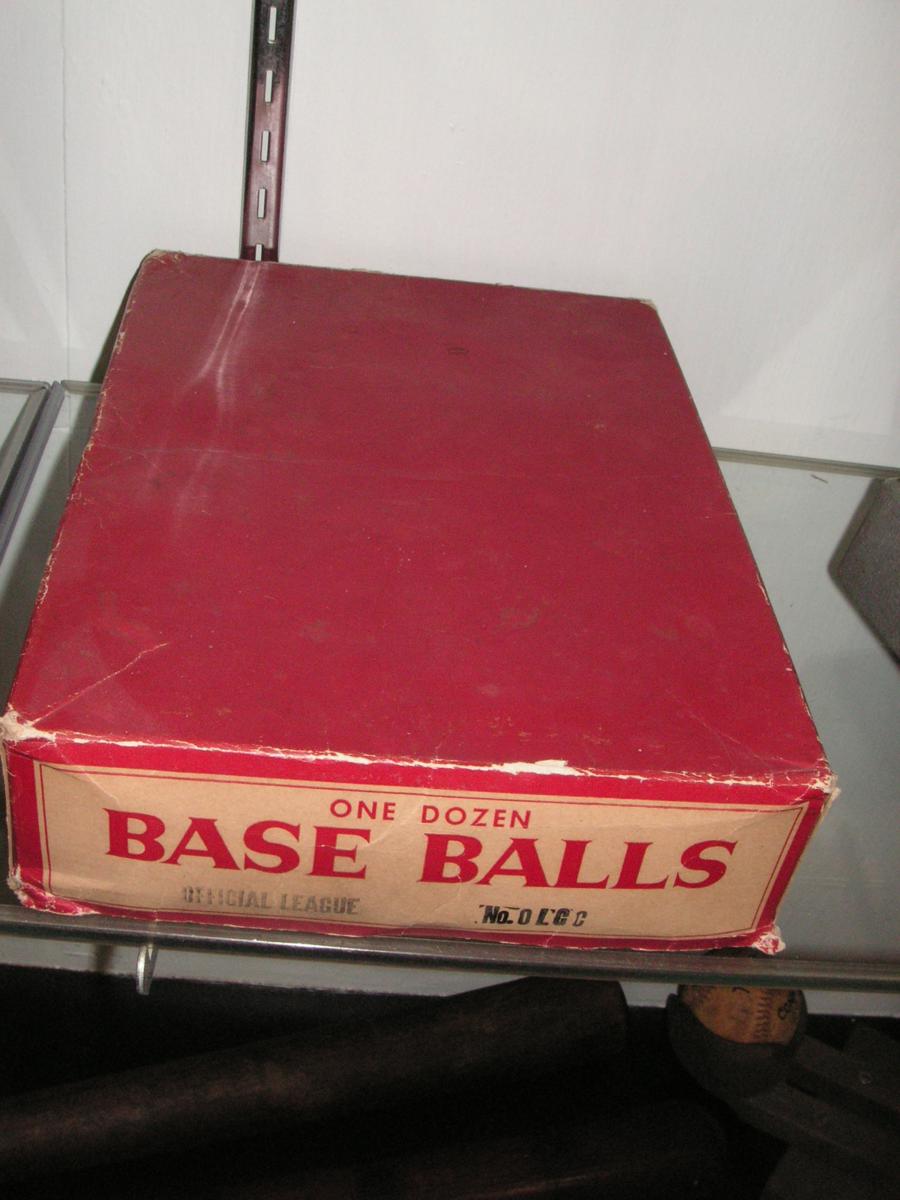 ONE DOZEN
BASE BALLS
OFFICIAL LEAGUE No. 0 LGC